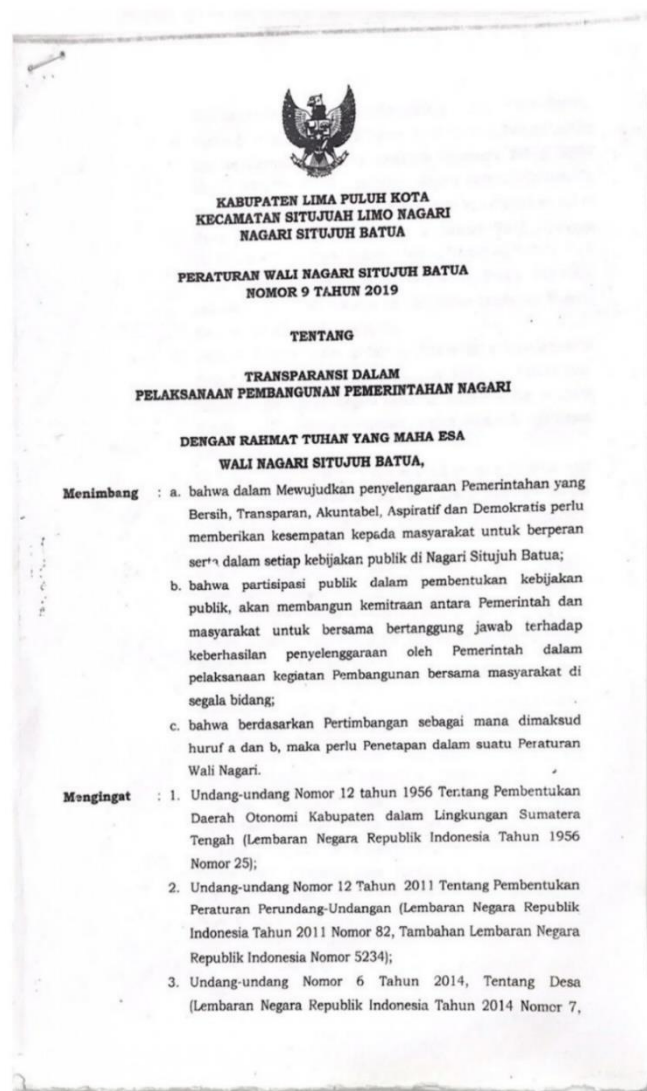 KABUPATEN LIMA PULUH KOTA
KECAMATAN SITUJUAH LIMO NAGARI
NAGARI SITUJUH BATUA
PERATURAN WALI NAGARI SITUJUH BATUA
NOMOR 9 TAHUN 2019
TENTANG
TRANSPARANSI DALAM
PELAKSANAAN PEMBANGUNAN PEMERINTAHAN NAGARI
DENGAN RAHMAT TUHAN YANG MAHA ESA
WALI NAGARI SITUJUH BATUA,
Menimbang : a. bahwa dalam Mewujudkan penyelengaraan Pemerintahan yang
Bersih, Transparan, Akuntabel, Aspiratif dan Demokratis perlu
memberikan kesempatan kepada masyarakat untuk berperan
serta dalam setiap kebijakan publik di Nagari Situjuh Batua;
b. bahwa partisipasi publik dalam pembentukan kebijakan
publik, akan membangun kemitraan antara Pemerintah dan
masyarakat untuk bersama bertanggung jawab terhadap
keberhasilan penyelenggaraan oleh Pemerintah dalam
pelaksanaan kegiatan Pembangunan bersama masyarakat di
segala bidang;
c. bahwa berdasarkan Pertimbangan sebagai mana dimaksud
huruf a dan b, maka perlu Penetapan dalam suatu Peraturan
Wali Nagari.
Mengingat : 1. Undang-undang Nomor 12 tahun 1956 Tentang Pembentukan
Daerah Otonomi Kabupaten dalam Lingkungan Sumatera
Tengah (Lembaran Negara Republik Indonesia Tahun 1956
Nomor 25);
2. Undang-undang Nomor 12 Tahun 2011 Tentang Pembentukan
Peraturan Perundang-Undangan (Lembaran Negara Republik
Indonesia Tahun 2011 Nomor 82, Tambahan Lembaran Negara
Republik Indonesia Nomor 5234);
3. Undang-undang Nomor 6 Tahun 2014, Tentang Desa
(Lembaran Negara Republik Indonesia Tahun 2014 Nomor 7,